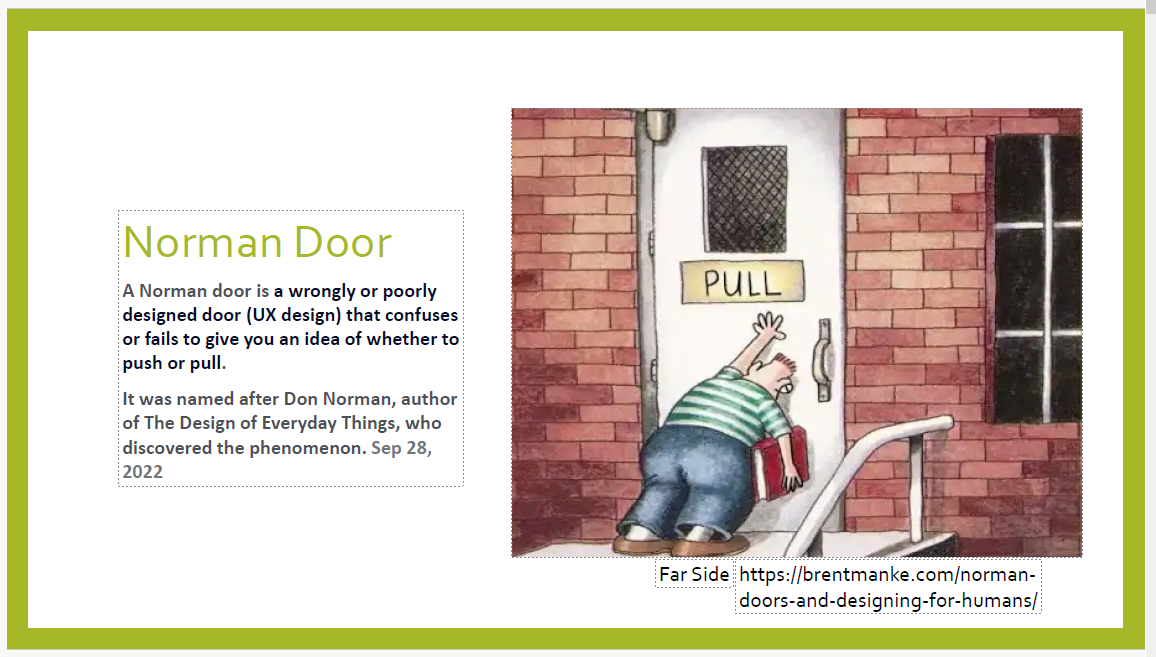 Norman Door
A Norman door is a wrongly or poorly
designed door (UX design) that confuses
or fails to give you an idea of whether to
push or pull.
It was named after Don Norman, author
of The Design of Everyday Things, who
discovered the phenomenon. Sep 28,
2022
PULL
Far Side
https://brentmanke.com/norman-
doors-and-designing-for-humans/